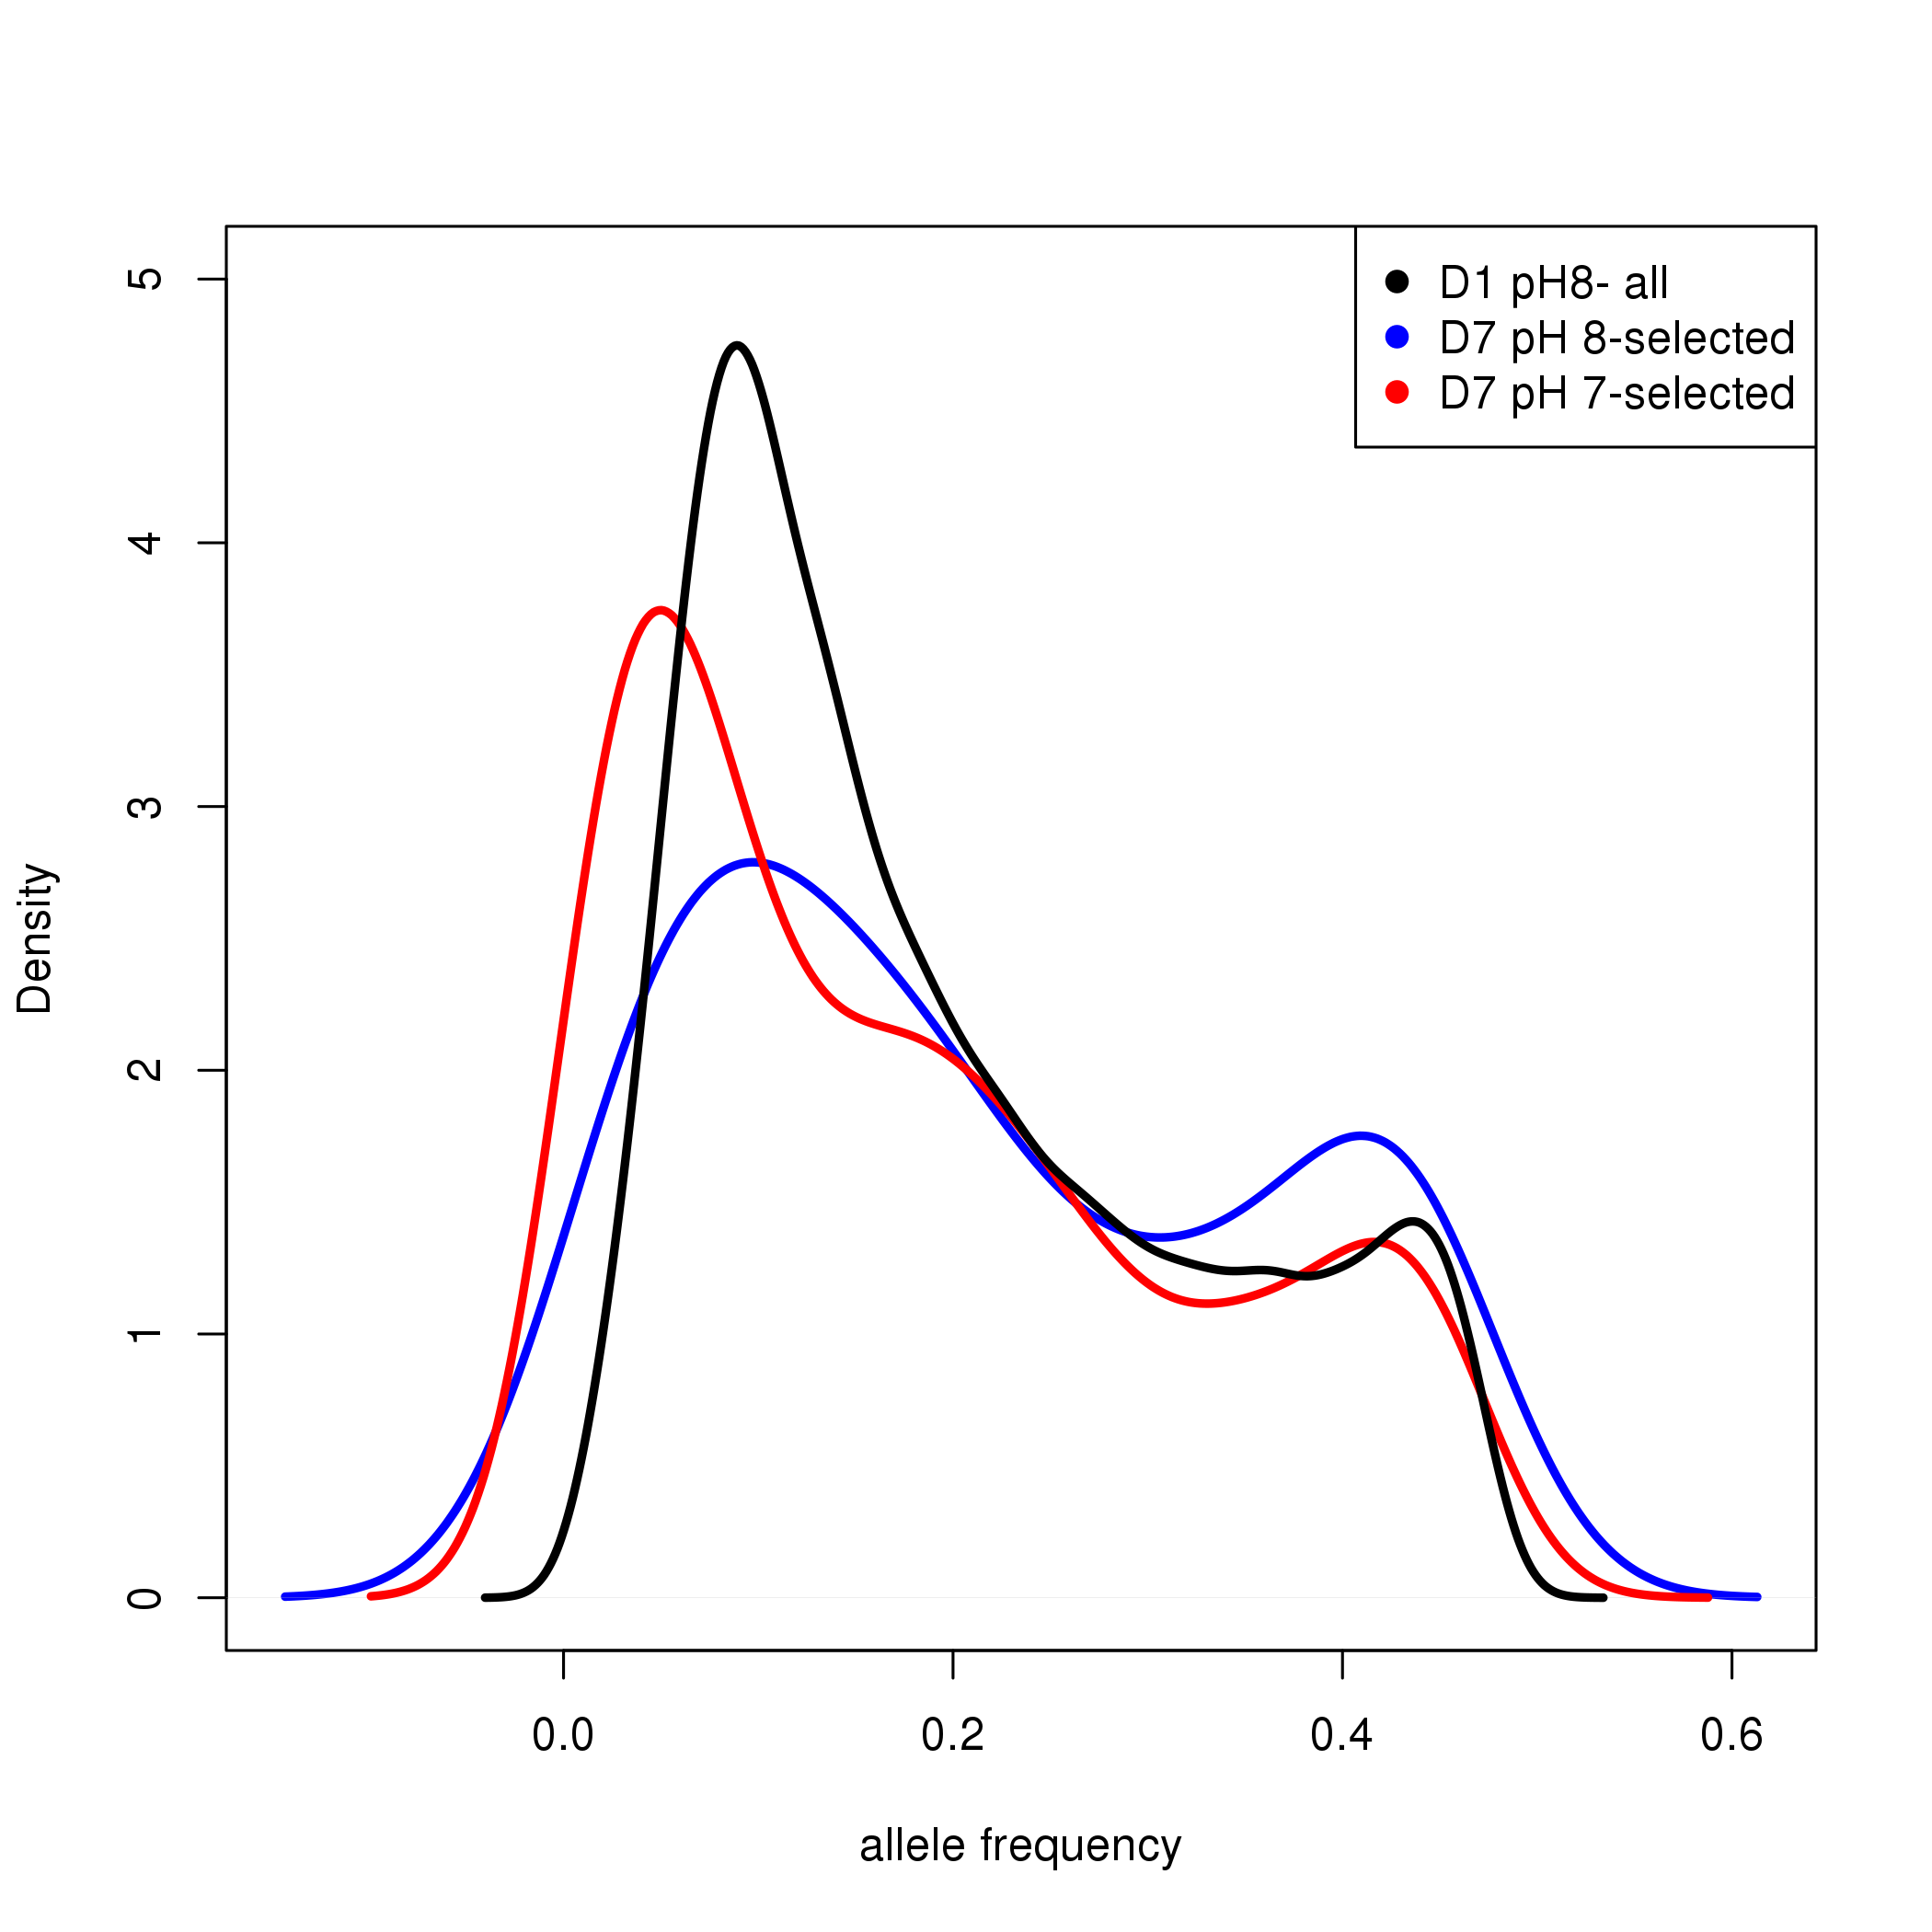 D1 pH8- all
D7 pH 8-selected
D7 pH 7-selected
5
4
3
2
1
0
Density
0.0 0.2 0.4 0.6
allele frequency